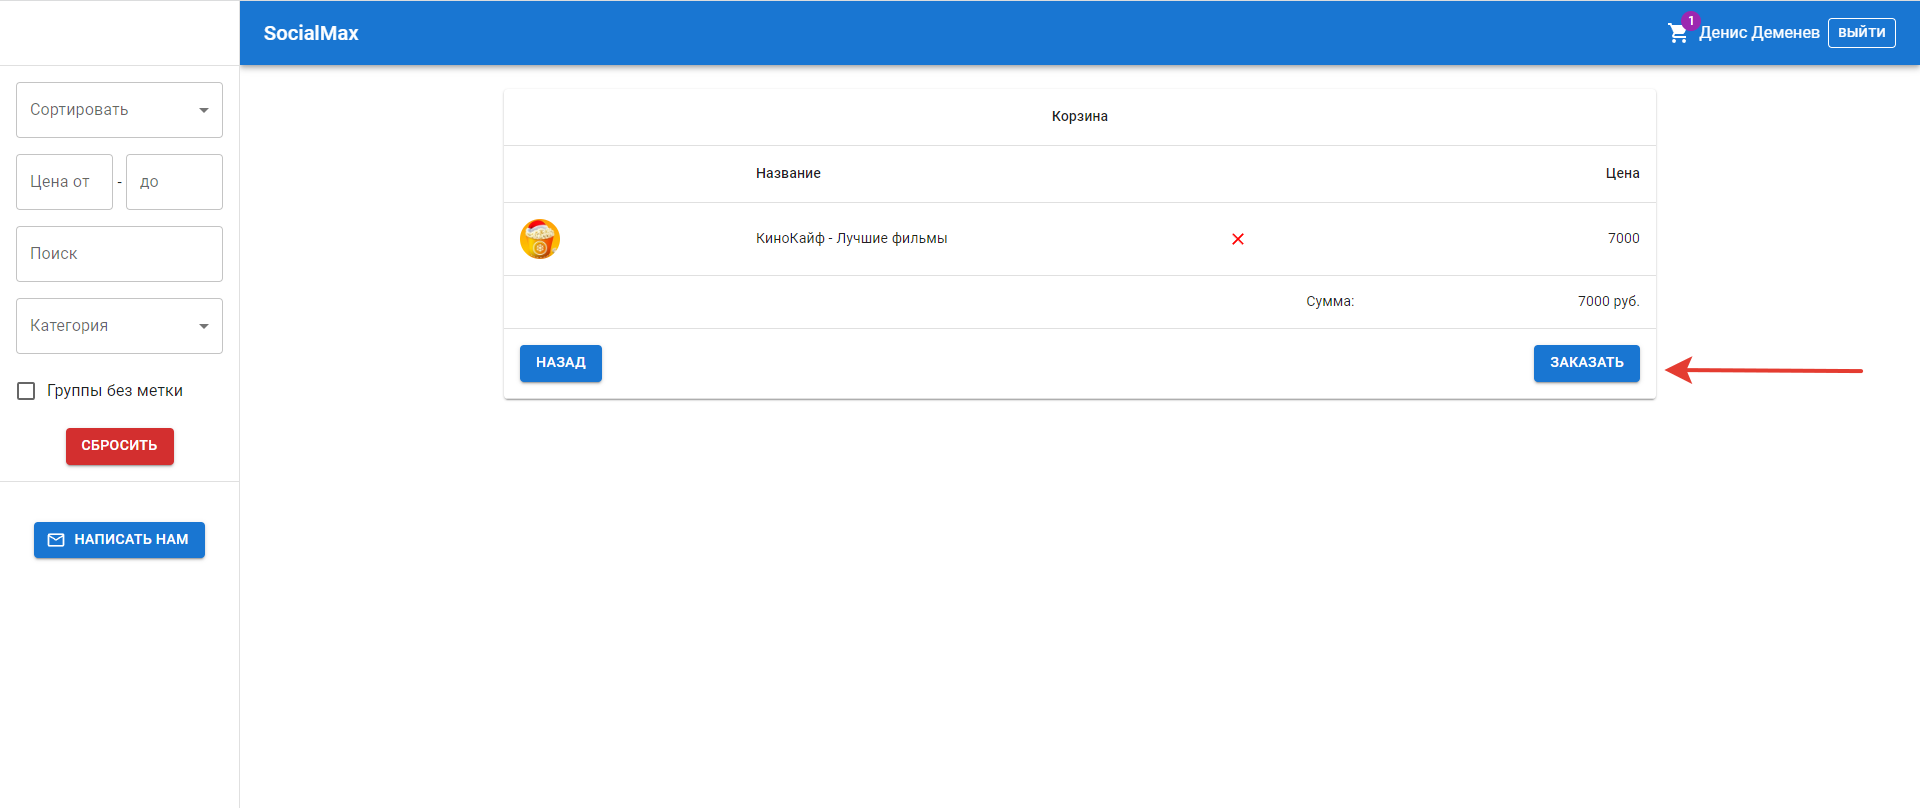 SocialMax
1
Денис Деменев
ВЫЙТИ
Сортировать
Цена от - до
Поиск
Категория
Группы без метки
СБРОСИТЬ
НАПИСАТЬ НАМ
Корзина
Название Цена
КиноКайф - Лучшие фильмы 7000
Сумма: 7000 руб.
НАЗАД ЗАКАЗАТЬ